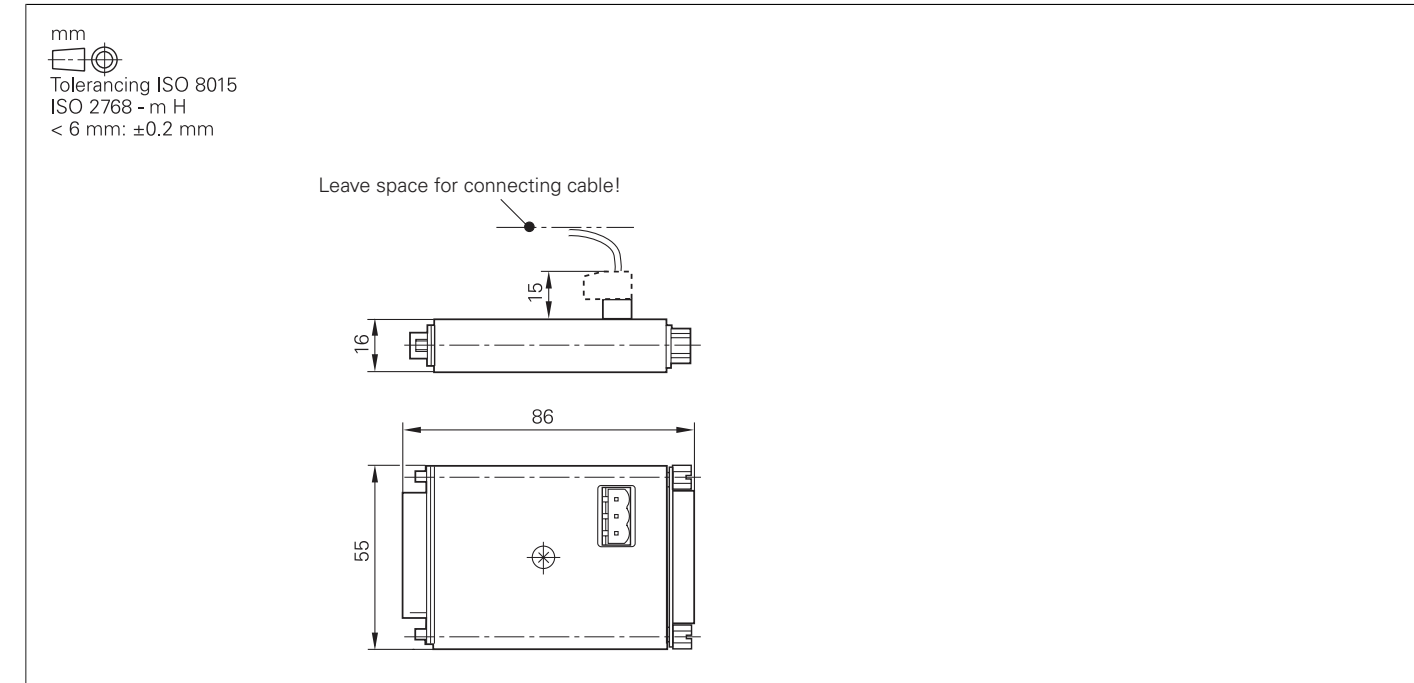 mm
Tolerancing ISO 8015
ISO 2768 - m H
< 6 mm: ±0.2 mm
Leave space for connecting cable!
15
16
86
55